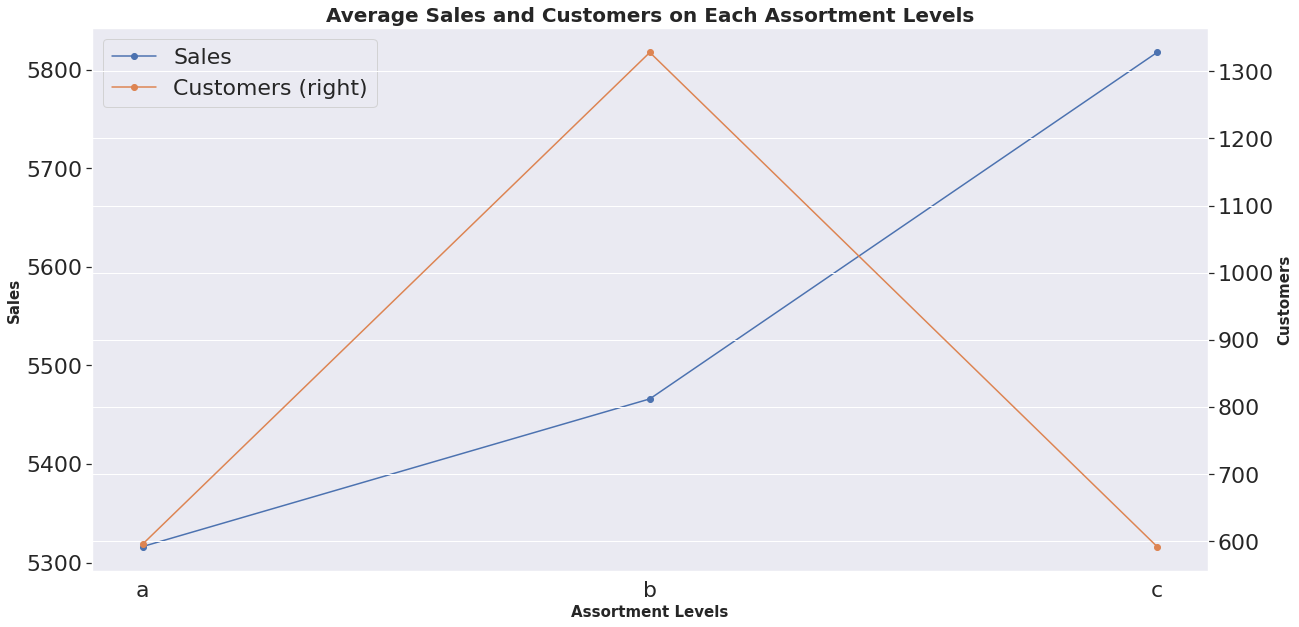 Average Sales and Customers on Each Assortment Levels
Sales
Customers (right)
5800
5700
5600
5500
5400
5300
Sales
1300
1200
1100
1000
900
800
700
600
Customers
a b c
Assortment Levels